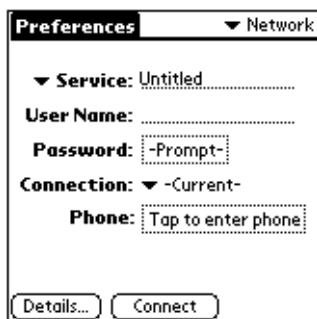 Preferences ▼ Network
▼ Service: Untitled
User Name:
Password: -Prompt-
Connection: ▼ -Current-
Phone: Tap to enter phone
Details... Connect